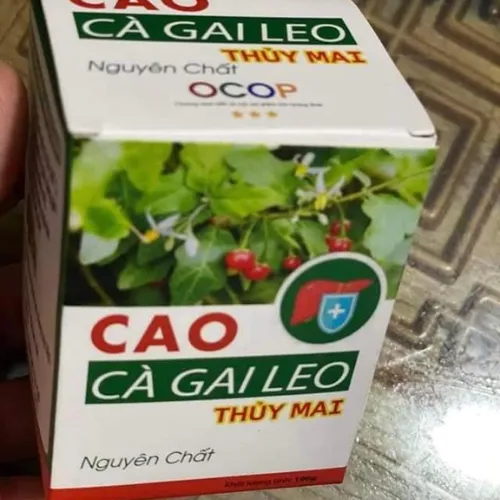 CAO
CÀ GAI LEO
THỦY MAI
Nguyên Chất
OCOP
CAO
CÀ GAI LEO
THỦY MAI
Nguyên Chất
Khối lượng tịnh: 100g